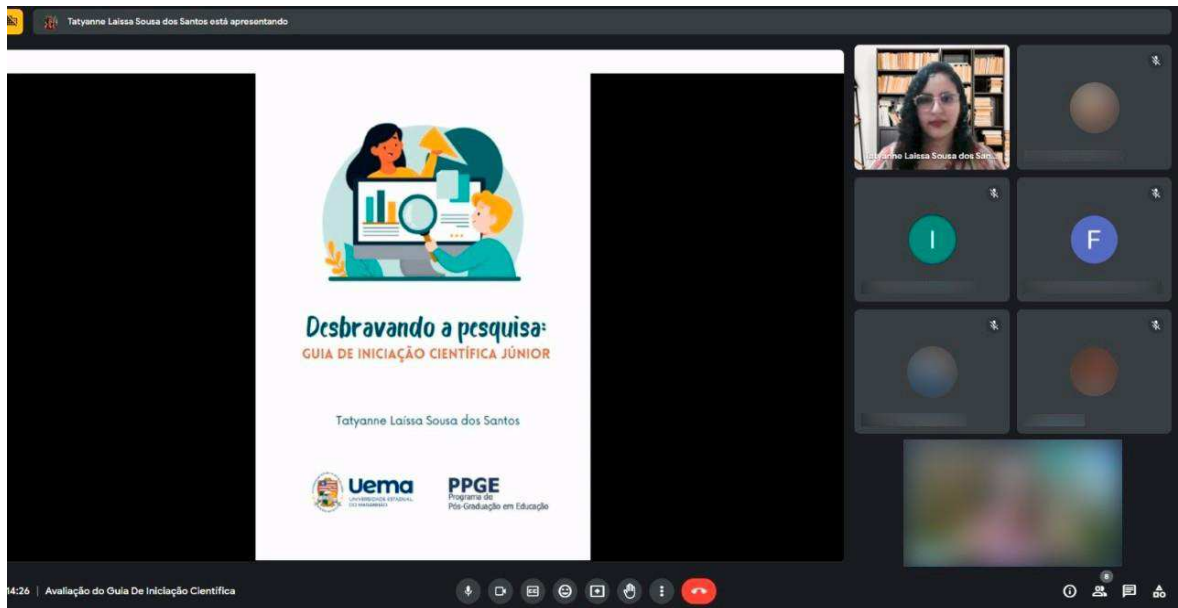 Tatyanne Laissa Sousa dos Santos está apresentando
Desbravando a pesquisa:
GUIA DE INICIAÇÃO CIENTÍFICA JÚNIOR
Tatyanne Laíssa Sousa dos Santos
Uema
UNIVERSIDADE ESTADUAL
DO MARANHÃO
PPGE
Programa de
Pós-Graduação em Educação
Tatyanne Laissa Sousa dos San...
I
F
14:26 | Avaliação do Guia De Iniciação Científica
8